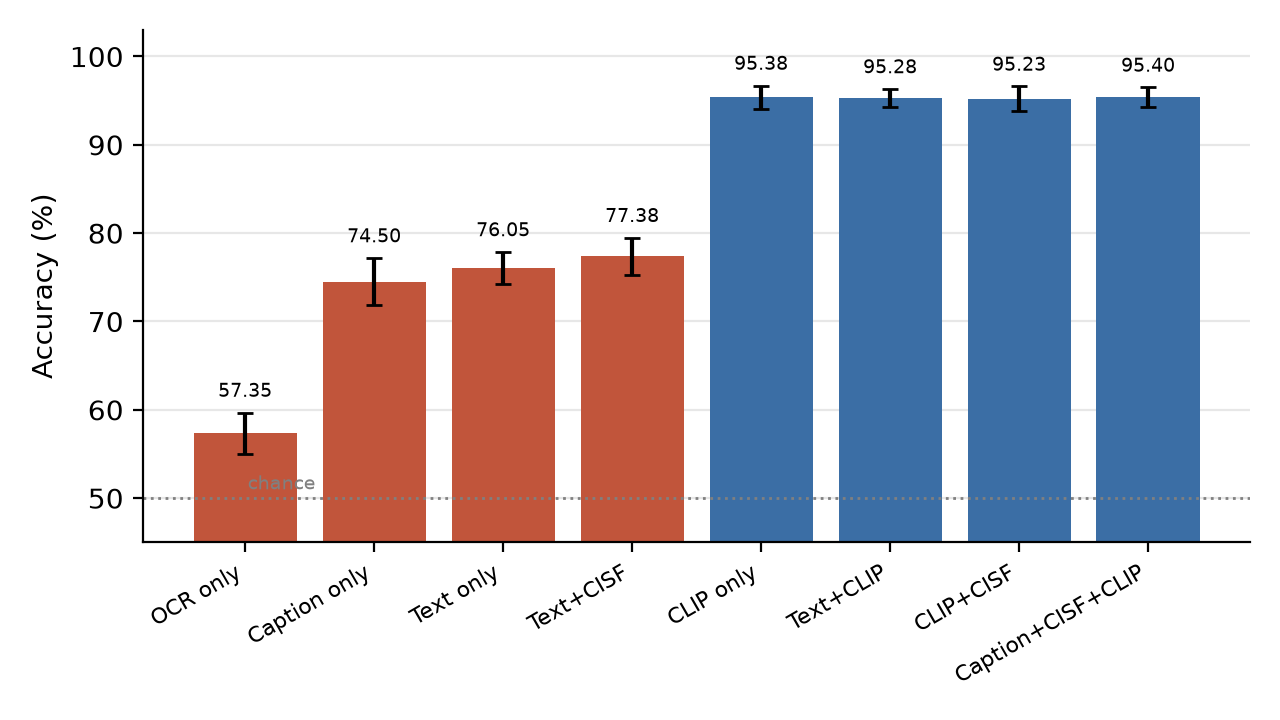 100
90
80
70
60
50
Accuracy (%)
57.35
74.50
76.05
77.38
95.38
95.28
95.23
95.40
chance
OCR only
Caption only
Text only
Text+CISF
CLIP only
Text+CLIP
CLIP+CISF
Caption+CISF+CLIP